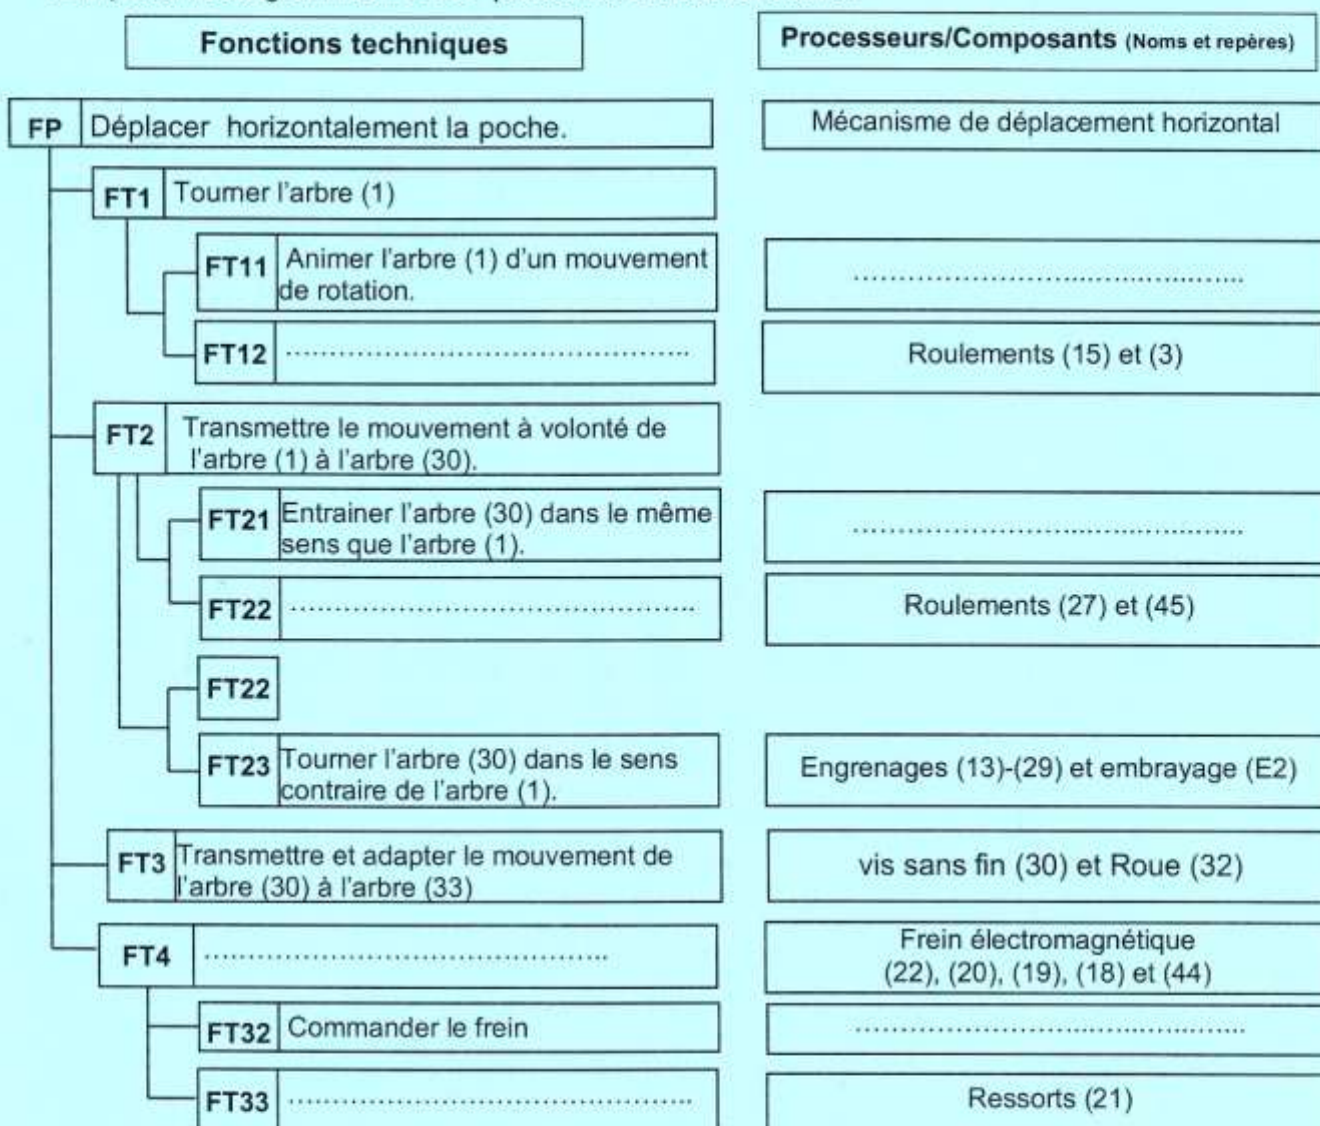 Fonctions techniques
Processeurs/Composants (Noms et repères)
FP Déplacer horizontalement la poche.
Mécanisme de déplacement horizontal
FT1 Tourner l'arbre (1)
FT11 Animer l'arbre (1) d'un mouvement
de rotation.
................................................
FT12 ................................................
Roulements (15) et (3)
FT2 Transmettre le mouvement à volonté de
l'arbre (1) à l'arbre (30).
FT21 Entrainer l'arbre (30) dans le même
sens que l'arbre (1).
................................................
FT22 ................................................
Roulements (27) et (45)
FT22
FT23 Tourner l'arbre (30) dans le sens
contraire de l'arbre (1).
Engrenages (13)-(29) et embrayage (E2)
FT3 Transmettre et adapter le mouvement de
l'arbre (30) à l'arbre (33)
vis sans fin (30) et Roue (32)
FT4 ................................................
Frein électromagnétique
(22), (20), (19), (18) et (44)
FT32 Commander le frein
................................................
FT33 ................................................
Ressorts (21)